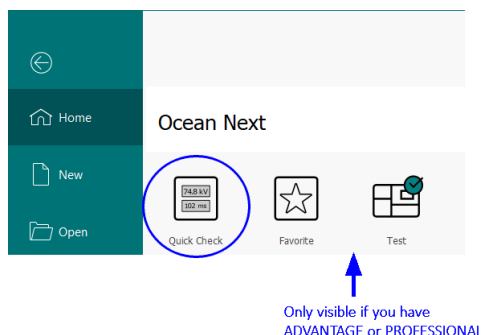 Home
Ocean Next
New
74.8 kV
102 ms
Quick Check
Favorite
Test
Open
Only visible if you have
ADVANTAGE or PROFESSIONAL